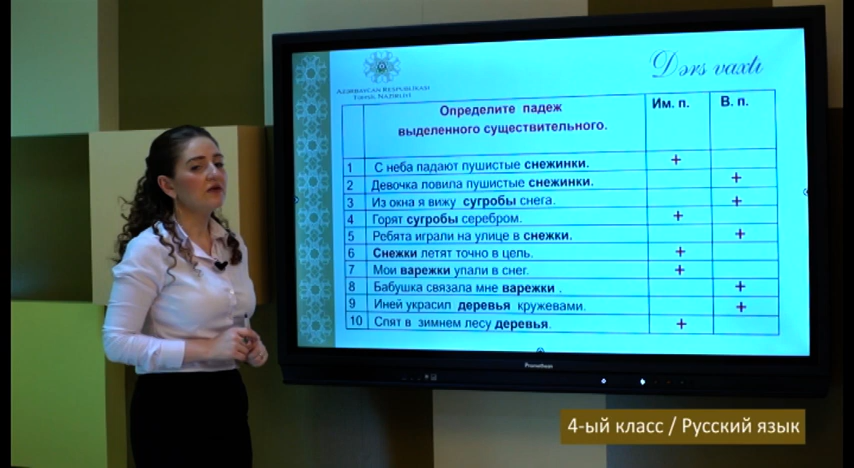 Dərs vaxtı
AZƏRBAYCAN RESPUBLİKASI
TƏHSİL NAZİRLİYİ
Определите падеж
выделенного существительного.
Им. п.
В. п.
1 С неба падают пушистые снежинки. +
2 Девочка ловила пушистые снежинки. +
3 Из окна я вижу сугробы снега. +
4 Горят сугробы серебром. +
5 Ребята играли на улице в снежки. +
6 Снежки летят точно в цель. +
7 Мои варежки упали в снег. +
8 Бабушка связала мне варежки . +
9 Иней украсил деревья кружевами. +
10 Спят в зимнем лесу деревья. +
Promethean
4-ый класс / Русский язык